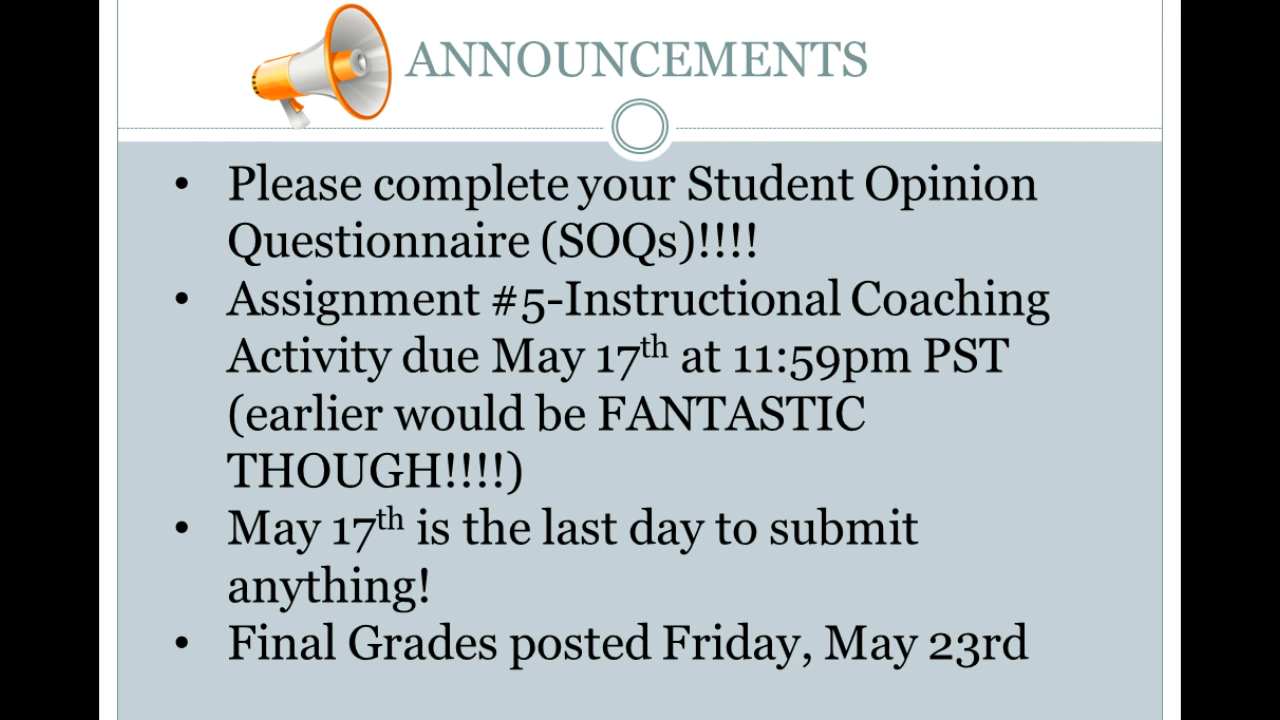 ANNOUNCEMENTS
• Please complete your Student Opinion
Questionnaire (SOQs)!!!!
• Assignment #5-Instructional Coaching
Activity due May 17th at 11:59pm PST
(earlier would be FANTASTIC
THOUGH!!!!)
• May 17th is the last day to submit
anything!
• Final Grades posted Friday, May 23rd